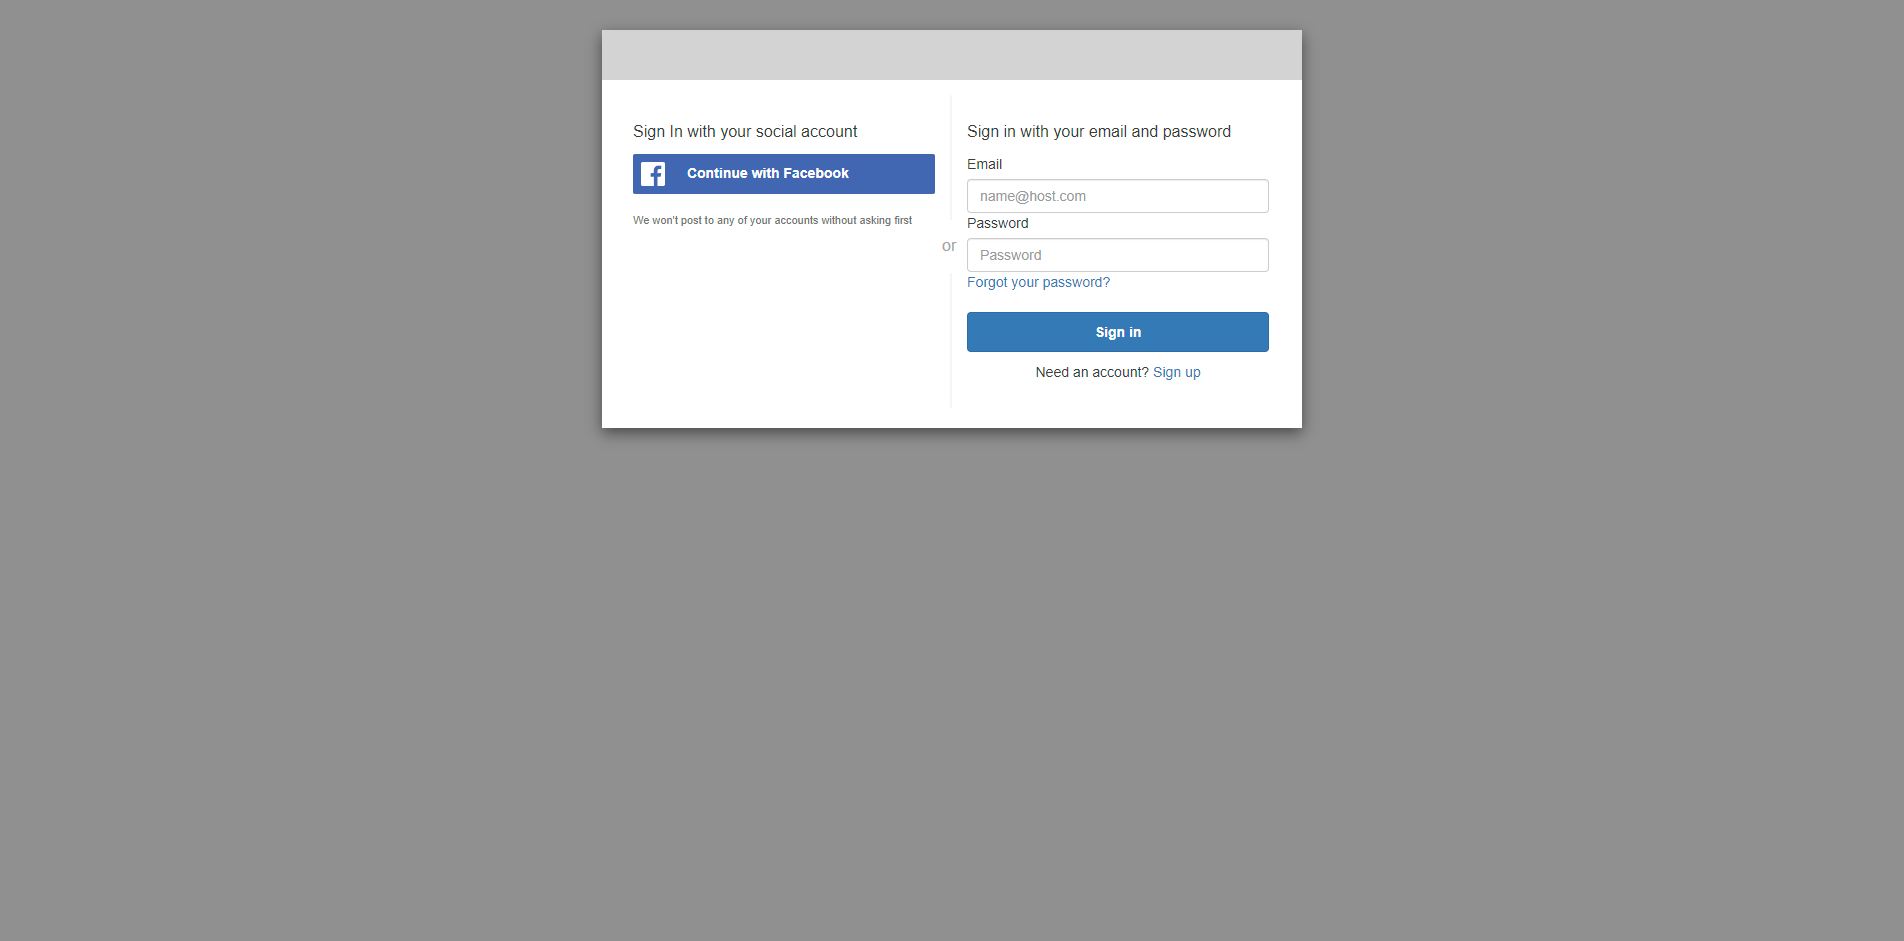 Sign In with your social account
Continue with Facebook
We won't post to any of your accounts without asking first
or
Sign in with your email and password
Email
name@host.com
Password
Password
Forgot your password?
Sign in
Need an account? Sign up